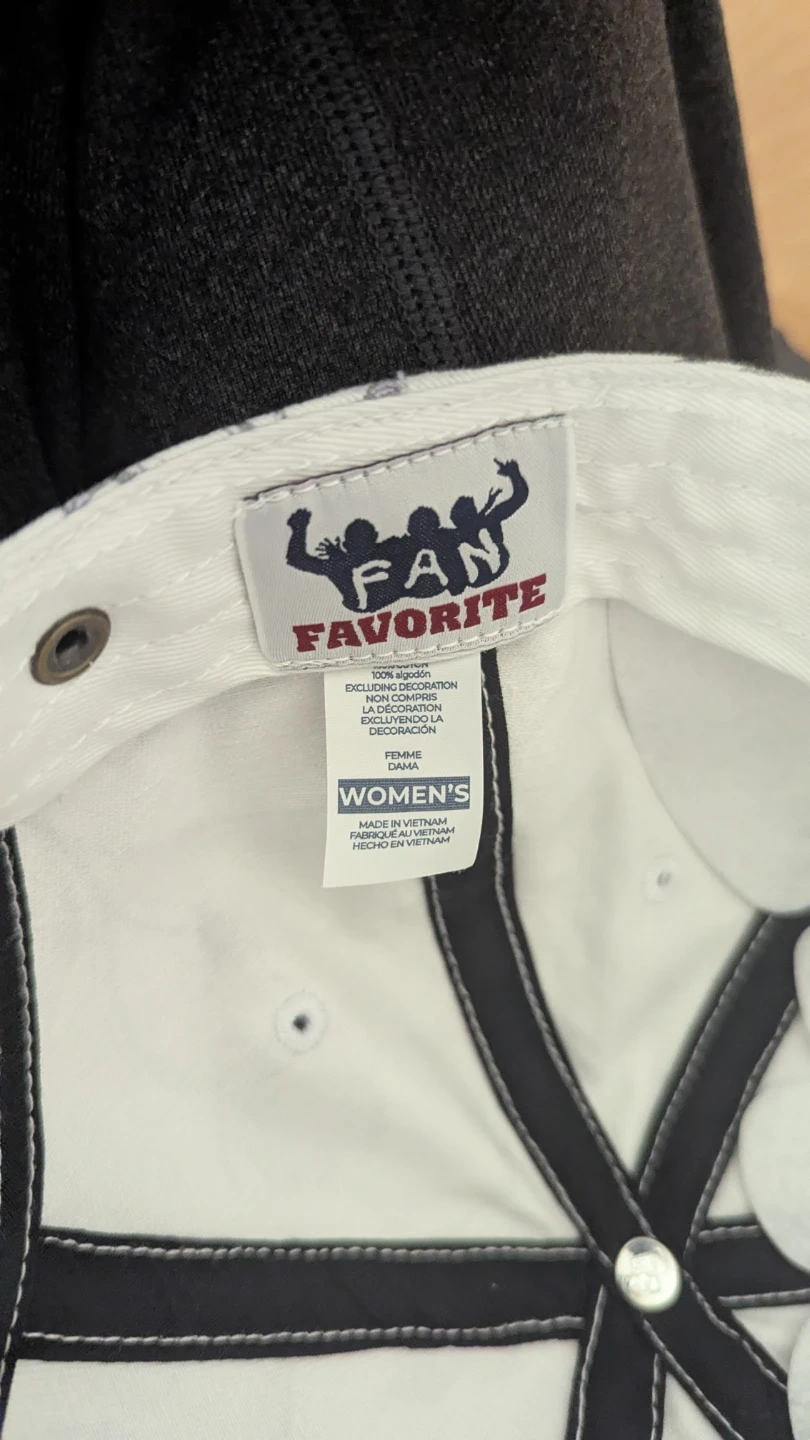 FAN
FAVORITE
100% algodón
EXCLUDING DECORATION
NON COMPRIS
LA DÉCORATION
EXCLUYENDO LA
DECORACIÓN
FEMME
DAMA
WOMEN'S
MADE IN VIETNAM
FABRIQUÉ AU VIETNAM
HECHO EN VIETNAM